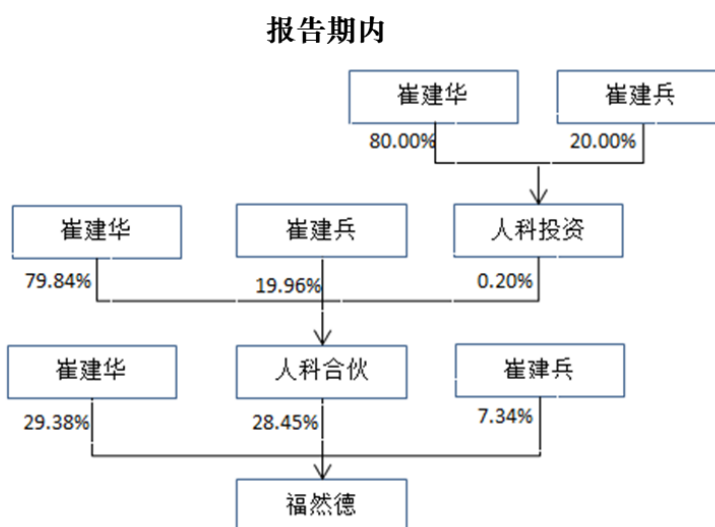 报告期内
崔建华 崔建兵
80.00% 20.00%
崔建华 崔建兵 人科投资
79.84% 19.96% 0.20%
崔建华 人科合伙 崔建兵
29.38% 28.45% 7.34%
福然德